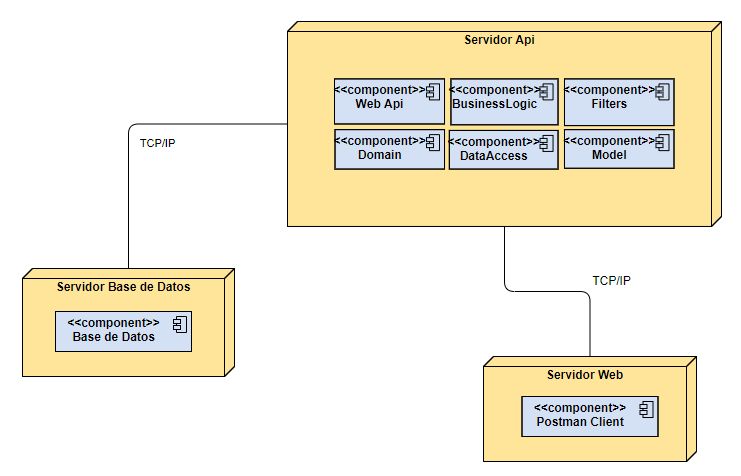 Servidor Api
<<component>>
Web Api
<<component>>
BusinessLogic
<<component>>
Filters
<<component>>
Domain
<<component>>
DataAccess
<<component>>
Model
TCP/IP
TCP/IP
Servidor Base de Datos
<<component>>
Base de Datos
Servidor Web
<<component>>
Postman Client